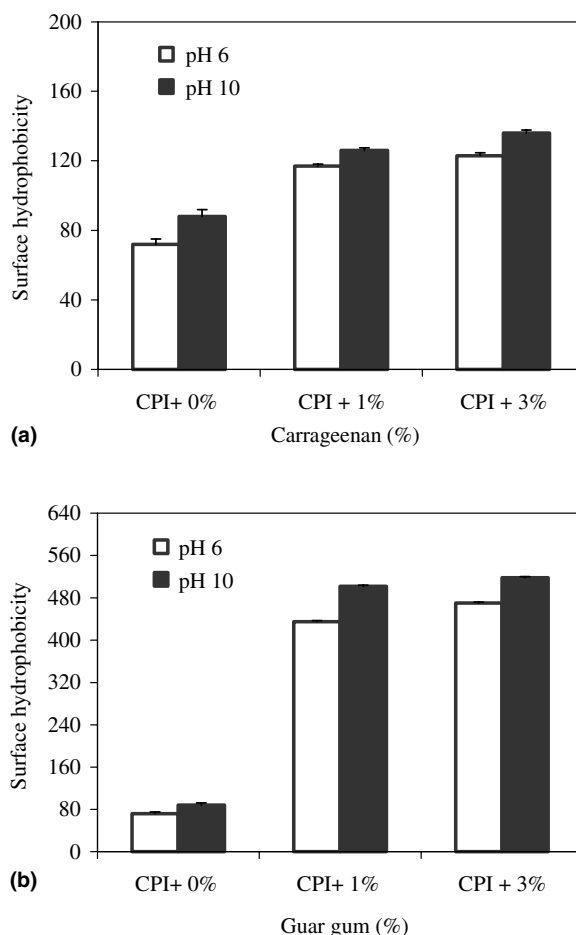 200
160
120
80
40
0
Surface hydrophobicity
pH 6
pH 10
CPI+ 0% CPI + 1% CPI + 3%
(a) Carrageenan (%)
640
560
480
400
320
240
160
80
0
Surface hydrophobicity
pH 6
pH 10
CPI+ 0% CPI+ 1% CPI + 3%
(b)
Guar gum (%)